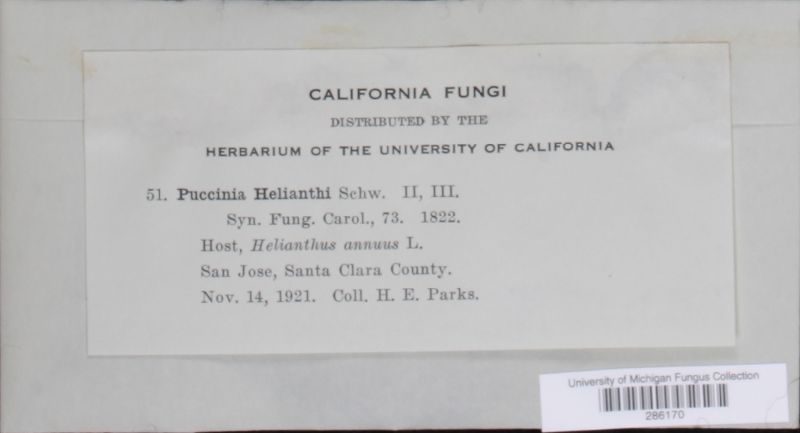 CALIFORNIA FUNGI
DISTRIBUTED BY THE
HERBARIUM OF THE UNIVERSITY OF CALIFORNIA
51. Puccinia Helianthi Schw. II, III.
Syn. Fung. Carol., 73. 1822.
Host, Helianthus annuus L.
San Jose, Santa Clara County.
Nov. 14, 1921. Coll. H. E. Parks.
University of Michigan Fungus Collection
286170